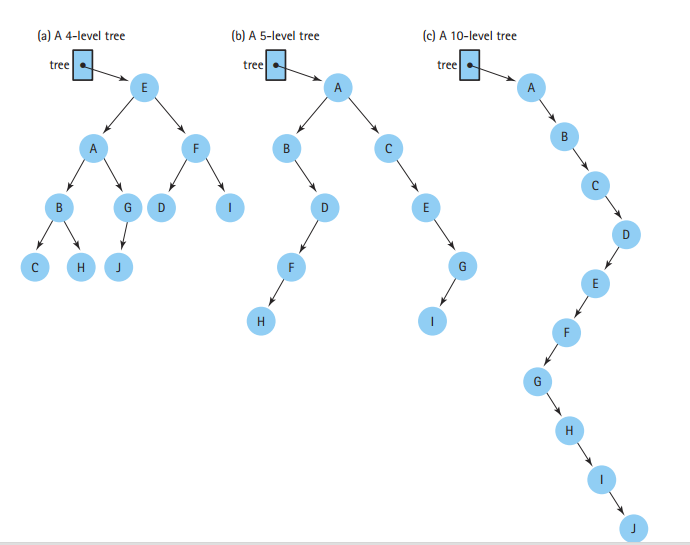 (a) A 4-level tree
tree
E
A F
B G D I
C H J
(b) A 5-level tree
tree
A
B C
D E
F G
H I
(c) A 10-level tree
tree
A
B
C
D
E
F
G
H
I
J